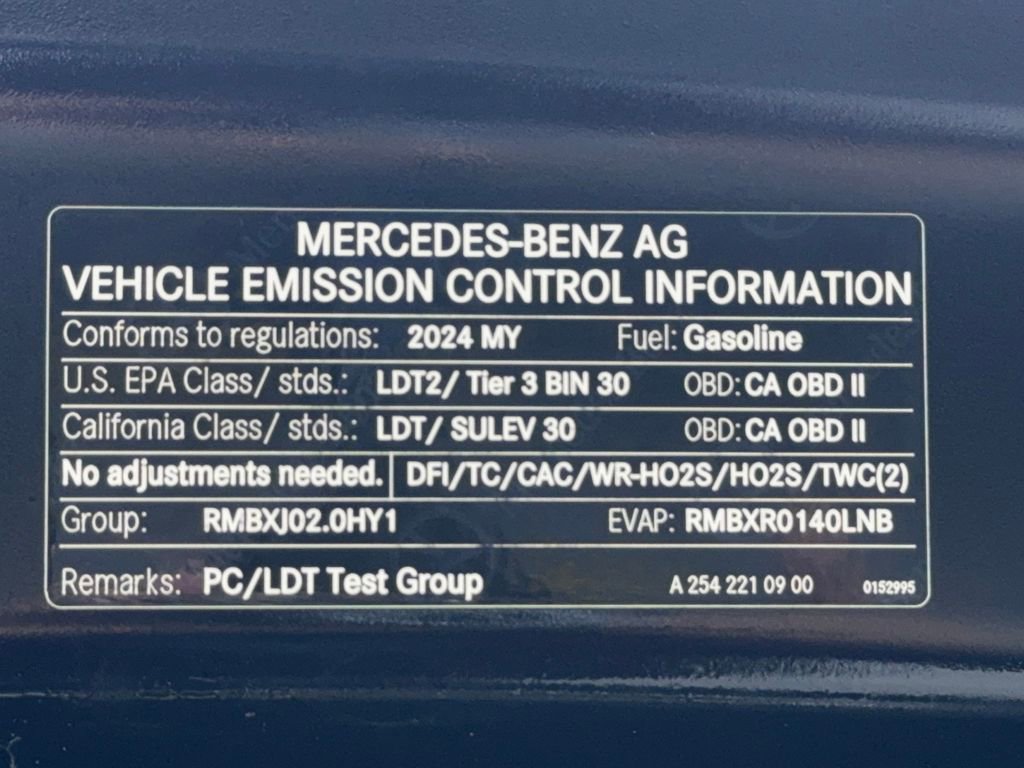 MERCEDES-BENZ AG
VEHICLE EMISSION CONTROL INFORMATION
Conforms to regulations: 2024 MY Fuel: Gasoline
U.S. EPA Class/ stds.: LDT2/ Tier 3 BIN 30 OBD: CA OBD II
California Class/ stds.: LDT/ SULEV 30 OBD: CA OBD II
No adjustments needed. DFI/TC/CAC/WR-HO2S/HO2S/TWC(2)
Group: RMBXJ02.0HY1 EVAP: RMBXR0140LNB
Remarks: PC/LDT Test Group A 254 221 09 00 0152995